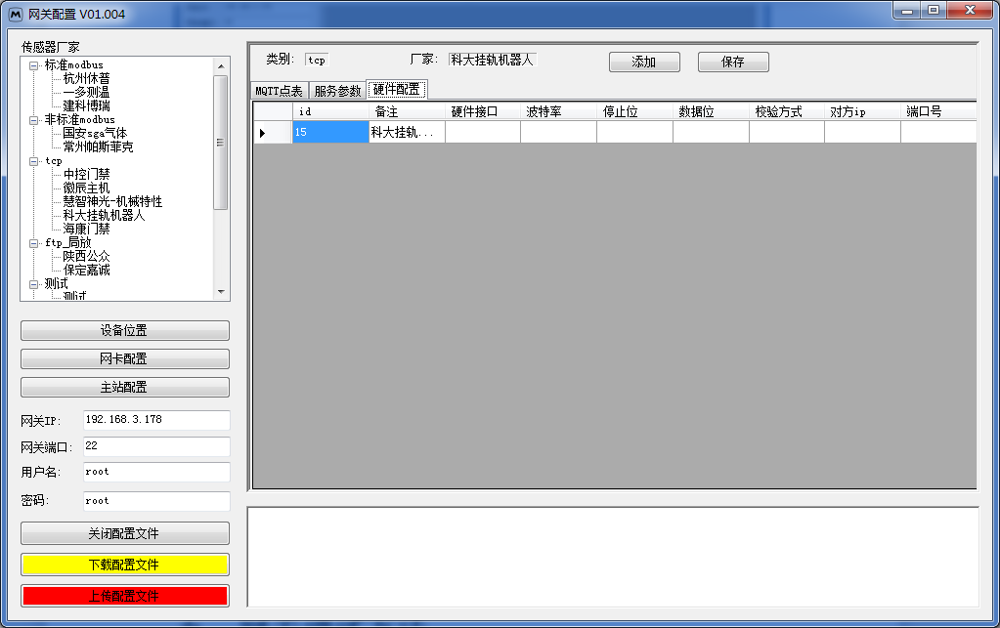 网关配置 V01.004
传感器厂家
标准modbus
杭州休普
一多测温
建科博瑞
非标准modbus
国安sga气体
常州帕斯菲克
tcp
中控门禁
徽辰主机
慧智神光-机械特性
科大挂轨机器人
海康门禁
ftp_局放
陕西公众
保定嘉诚
测试
测试
设备位置
网卡配置
主站配置
网关IP: 192.168.3.178
网关端口: 22
用户名: root
密码: root
关闭配置文件
下载配置文件
上传配置文件
类别: tcp 厂家: 科大挂轨机器人 添加 保存
MQTT点表 服务参数 硬件配置
id 备注 硬件接口 波特率 停止位 数据位 校验方式 对方ip 端口号
15 科大挂轨...